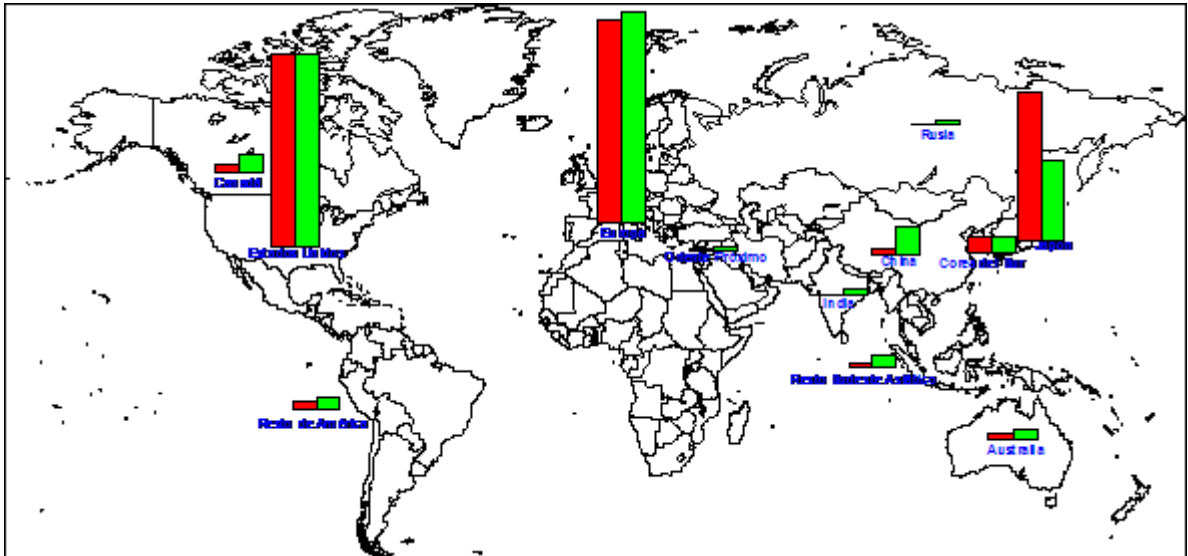 Rusia
Canadá
Europa
Estados Unidos
Oriente Próximo
China
Corea del Sur
Japón
India
Resto Sudeste Asiático
Resto de América
Australia